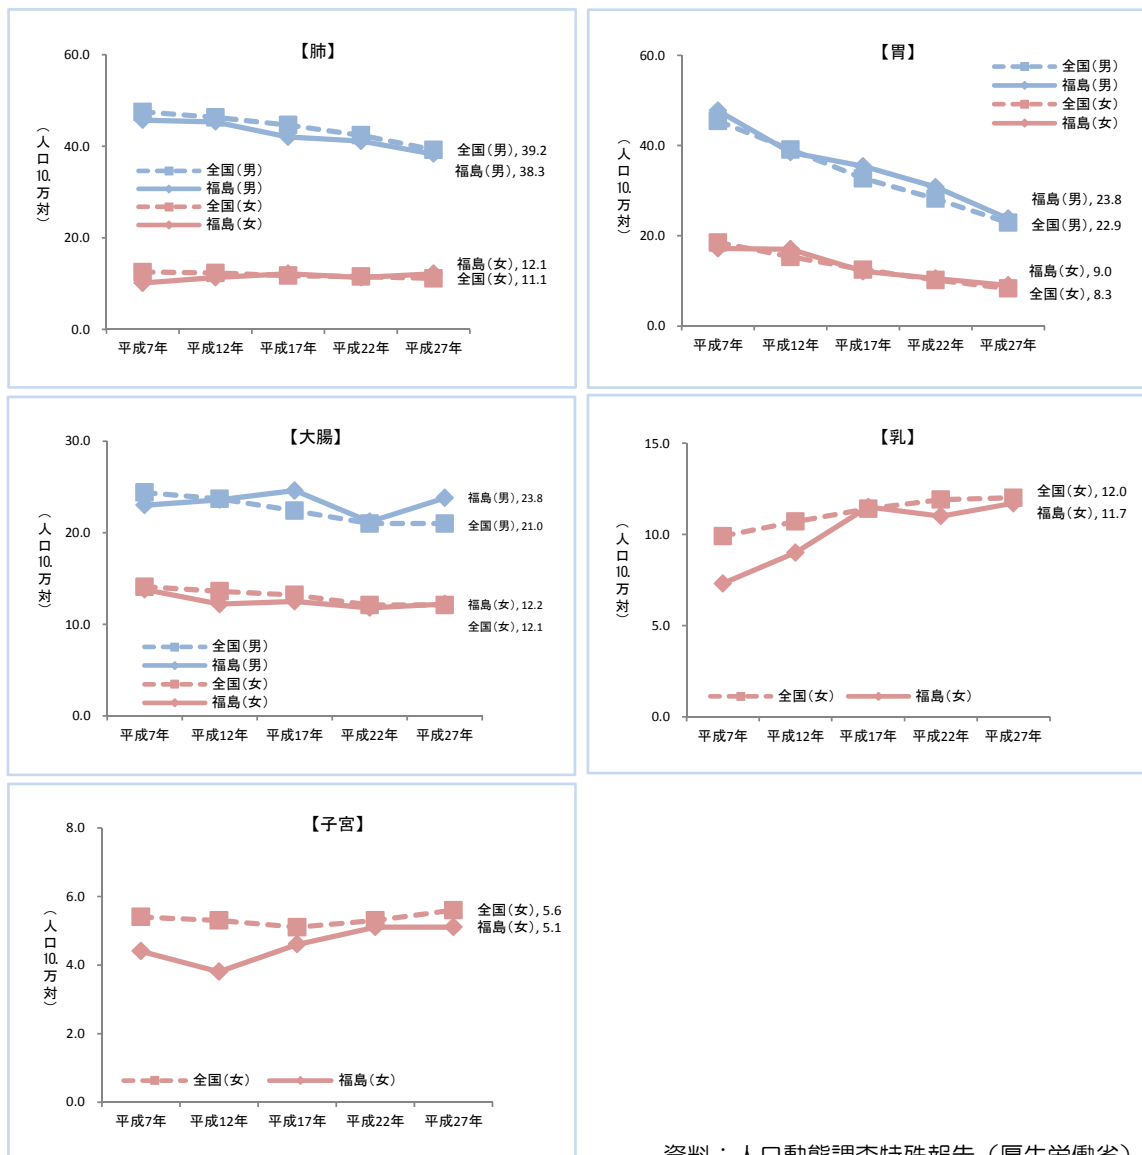 【肺】
(人口10万対)
60.0
40.0
20.0
0.0
全国(男)
福島(男)
全国(女)
福島(女)
全国(男), 39.2
福島(男), 38.3
福島(女), 12.1
全国(女), 11.1
平成7年 平成12年 平成17年 平成22年 平成27年
【胃】
(人口10万対)
60.0
40.0
20.0
0.0
全国(男)
福島(男)
全国(女)
福島(女)
福島(男), 23.8
全国(男), 22.9
福島(女), 9.0
全国(女), 8.3
平成7年 平成12年 平成17年 平成22年 平成27年
【大腸】
(人口10万対)
30.0
20.0
10.0
0.0
福島(男), 23.8
全国(男), 21.0
福島(女), 12.2
全国(女), 12.1
全国(男)
福島(男)
全国(女)
福島(女)
平成7年 平成12年 平成17年 平成22年 平成27年
【乳】
(人口10万対)
15.0
10.0
5.0
0.0
全国(女), 12.0
福島(女), 11.7
全国(女) 福島(女)
平成7年 平成12年 平成17年 平成22年 平成27年
【子宮】
(人口10万対)
8.0
6.0
4.0
2.0
0.0
全国(女), 5.6
福島(女), 5.1
全国(女) 福島(女)
平成7年 平成12年 平成17年 平成22年 平成27年
資料：人口動態調査特殊報告（厚生労働省）